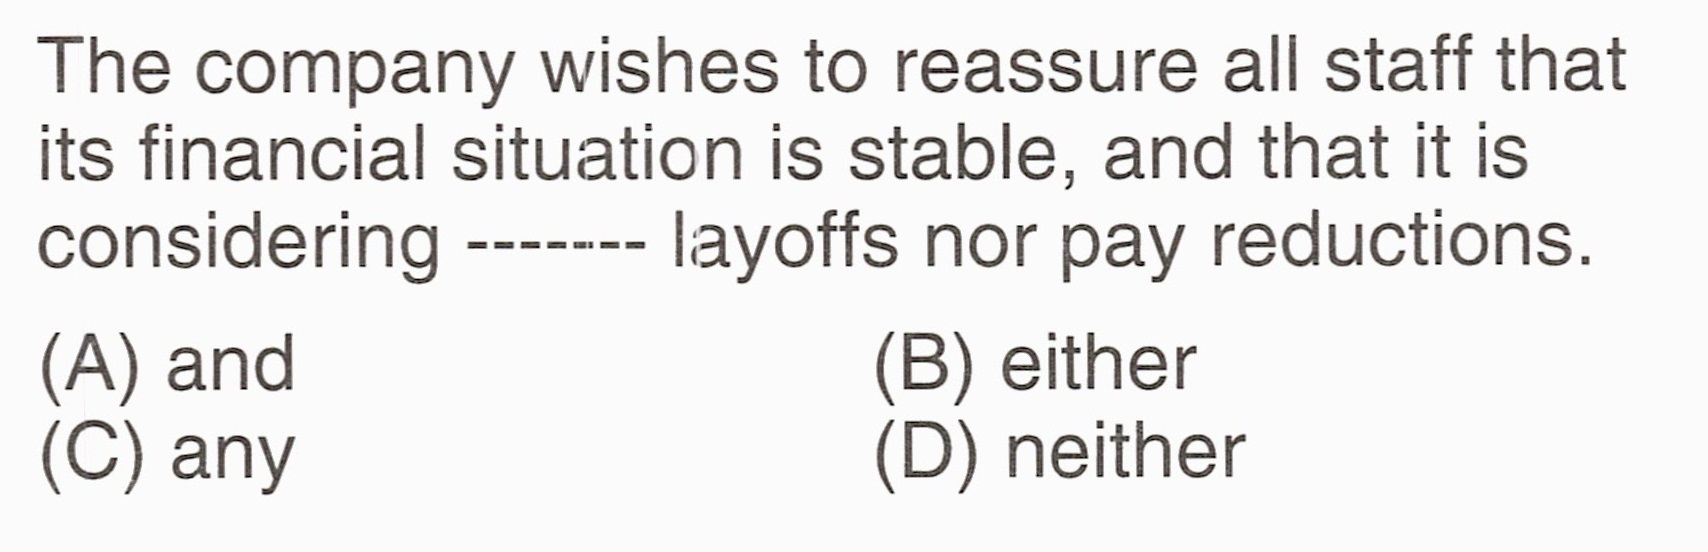 The company wishes to reassure all staff that
its financial situation is stable, and that it is
considering ------- layoffs nor pay reductions.
(A) and (B) either
(C) any (D) neither